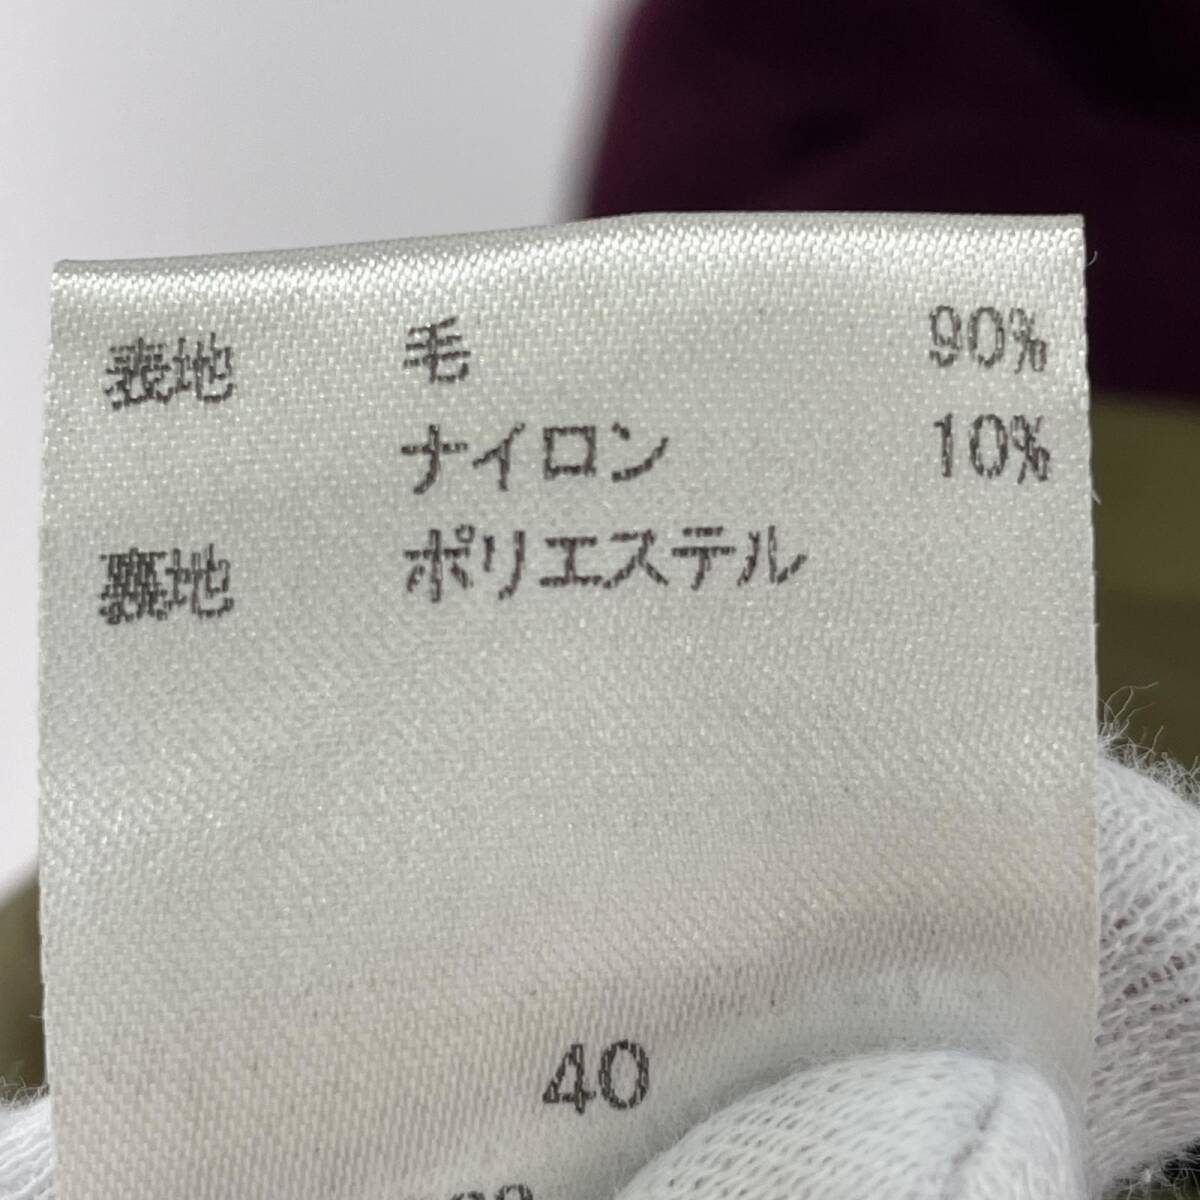 表地 毛 90%
ナイロン 10%
裏地 ポリエステル
40